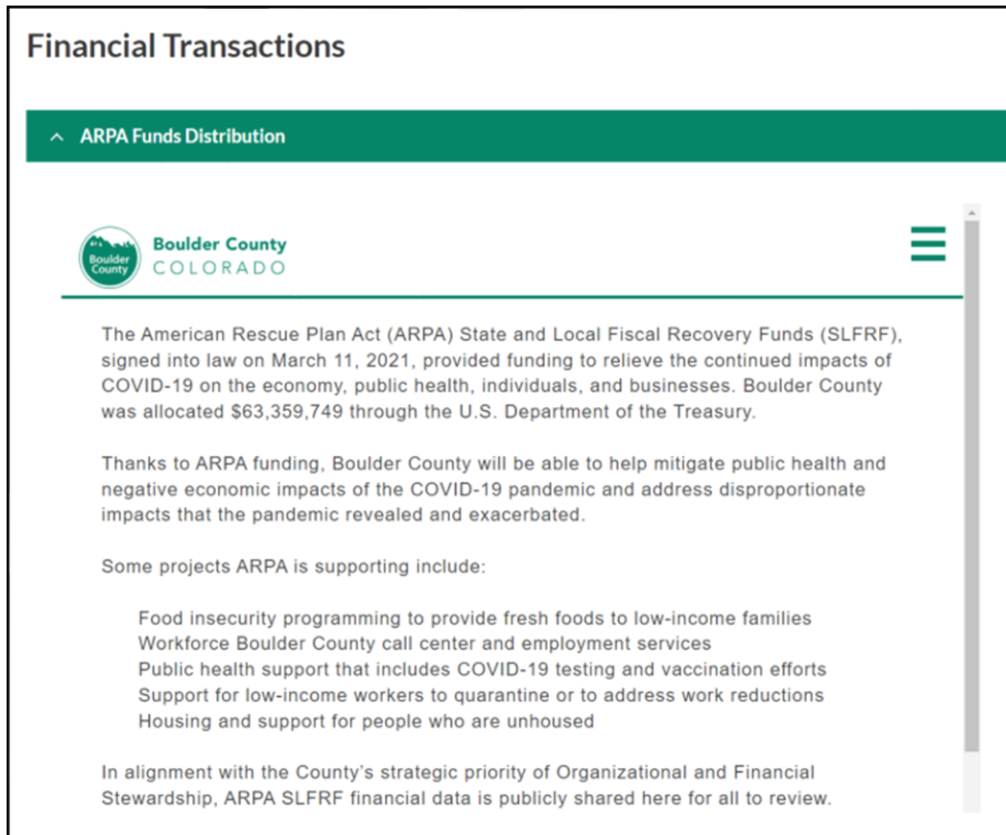 Financial Transactions
ARPA Funds Distribution
Boulder
County
Boulder County
COLORADO
The American Rescue Plan Act (ARPA) State and Local Fiscal Recovery Funds (SLFRF),
signed into law on March 11, 2021, provided funding to relieve the continued impacts of
COVID-19 on the economy, public health, individuals, and businesses. Boulder County
was allocated $63,359,749 through the U.S. Department of the Treasury.
Thanks to ARPA funding, Boulder County will be able to help mitigate public health and
negative economic impacts of the COVID-19 pandemic and address disproportionate
impacts that the pandemic revealed and exacerbated.
Some projects ARPA is supporting include:
Food insecurity programming to provide fresh foods to low-income families
Workforce Boulder County call center and employment services
Public health support that includes COVID-19 testing and vaccination efforts
Support for low-income workers to quarantine or to address work reductions
Housing and support for people who are unhoused
In alignment with the County's strategic priority of Organizational and Financial
Stewardship, ARPA SLFRF financial data is publicly shared here for all to review.